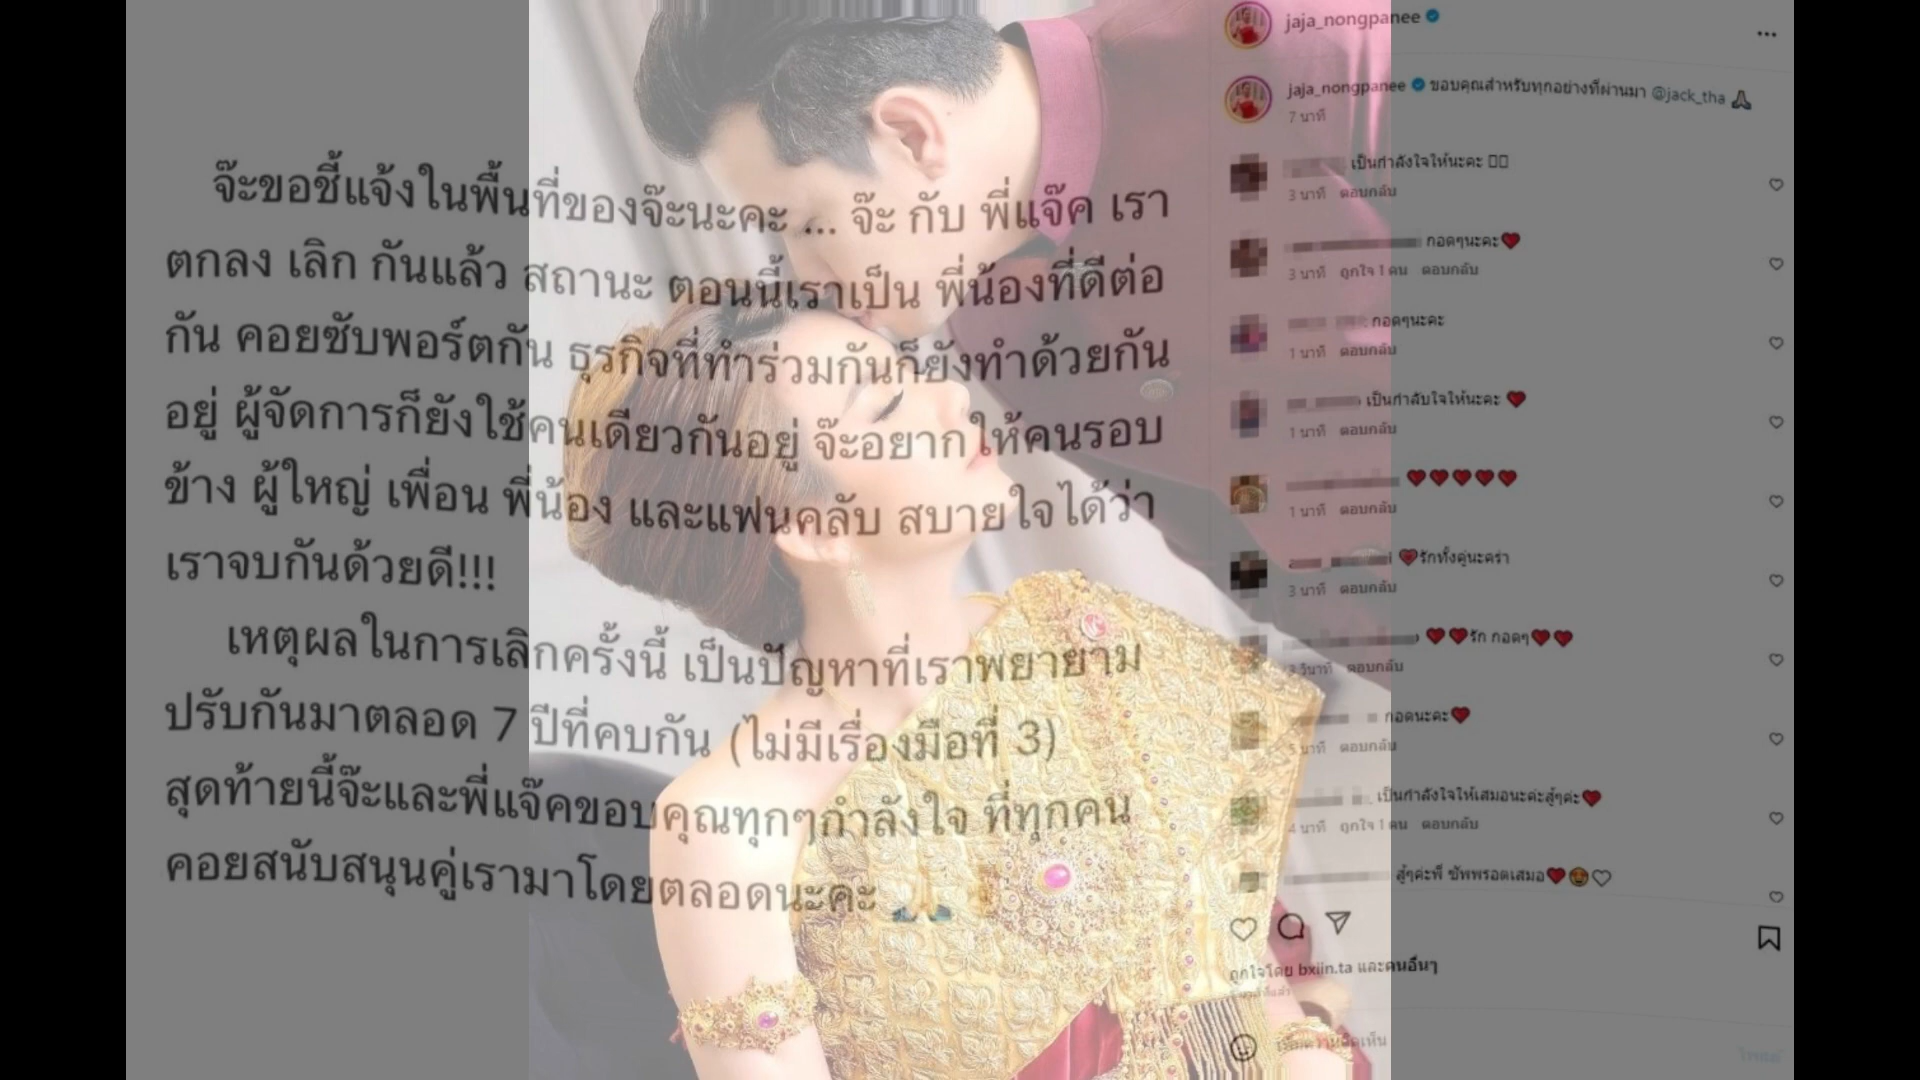 จ๊ะขอชี้แจ้งในพื้นที่ของจ๊ะนะคะ ... จ๊ะ กับ พี่แจ๊ค เรา
ตกลง เลิก กันแล้ว สถานะ ตอนนี้เราเป็น พี่น้องที่ดีต่อ
กัน คอยซับพอร์ตกัน ธุรกิจที่ทำร่วมกันก็ยังทำด้วยกัน
อยู่ ผู้จัดการก็ยังใช้คนเดียวกันอยู่ จ๊ะอยากให้คนรอบ
ข้าง ผู้ใหญ่ เพื่อน พี่น้อง และแฟนคลับ สบายใจได้ว่า
เราจบกันด้วยดี!!!
เหตุผลในการเลิกครั้งนี้ เป็นปัญหาที่เราพยายาม
ปรับกันมาตลอด 7 ปีที่คบกัน (ไม่มีเรื่องมือที่ 3)
สุดท้ายนี้จ๊ะและพี่แจ๊คขอบคุณทุกๆกำลังใจ ที่ทุกคน
คอยสนับสนุนคู่เรามาโดยตลอดนะคะ 🙏
jaja_nongpanee
jaja_nongpanee ขอบคุณสำหรับทุกอย่างที่ผ่านมา @jack_tha 🙏
7 นาที
เป็นกำลังใจให้นะคะ
3 นาที ตอบกลับ
กอดๆนะคะ❤️
3 นาที ถูกใจ 1 คน ตอบกลับ
กอดๆนะคะ
1 นาที ตอบกลับ
เป็นกำลับใจให้นะคะ ❤️
1 นาที ตอบกลับ
❤️❤️❤️❤️❤️
1 นาที ตอบกลับ
❤️รักทั้งคู่นะคร่า
3 นาที ตอบกลับ
❤️❤️รัก กอดๆ❤️❤️
วินาที ตอบกลับ
กอดนะคะ❤️
5 นาที ตอบกลับ
เป็นกำลังใจให้เสมอนะค่ะสู้ๆค่ะ❤️
4 นาที ถูกใจ 1 คน ตอบกลับ
สู้ๆค่ะพี่ ซัพพรอตเสมอ❤️😍🤍
ถูกใจโดย bxiin.ta และคนอื่นๆ
เพิ่มความคิดเห็น
โพสต์